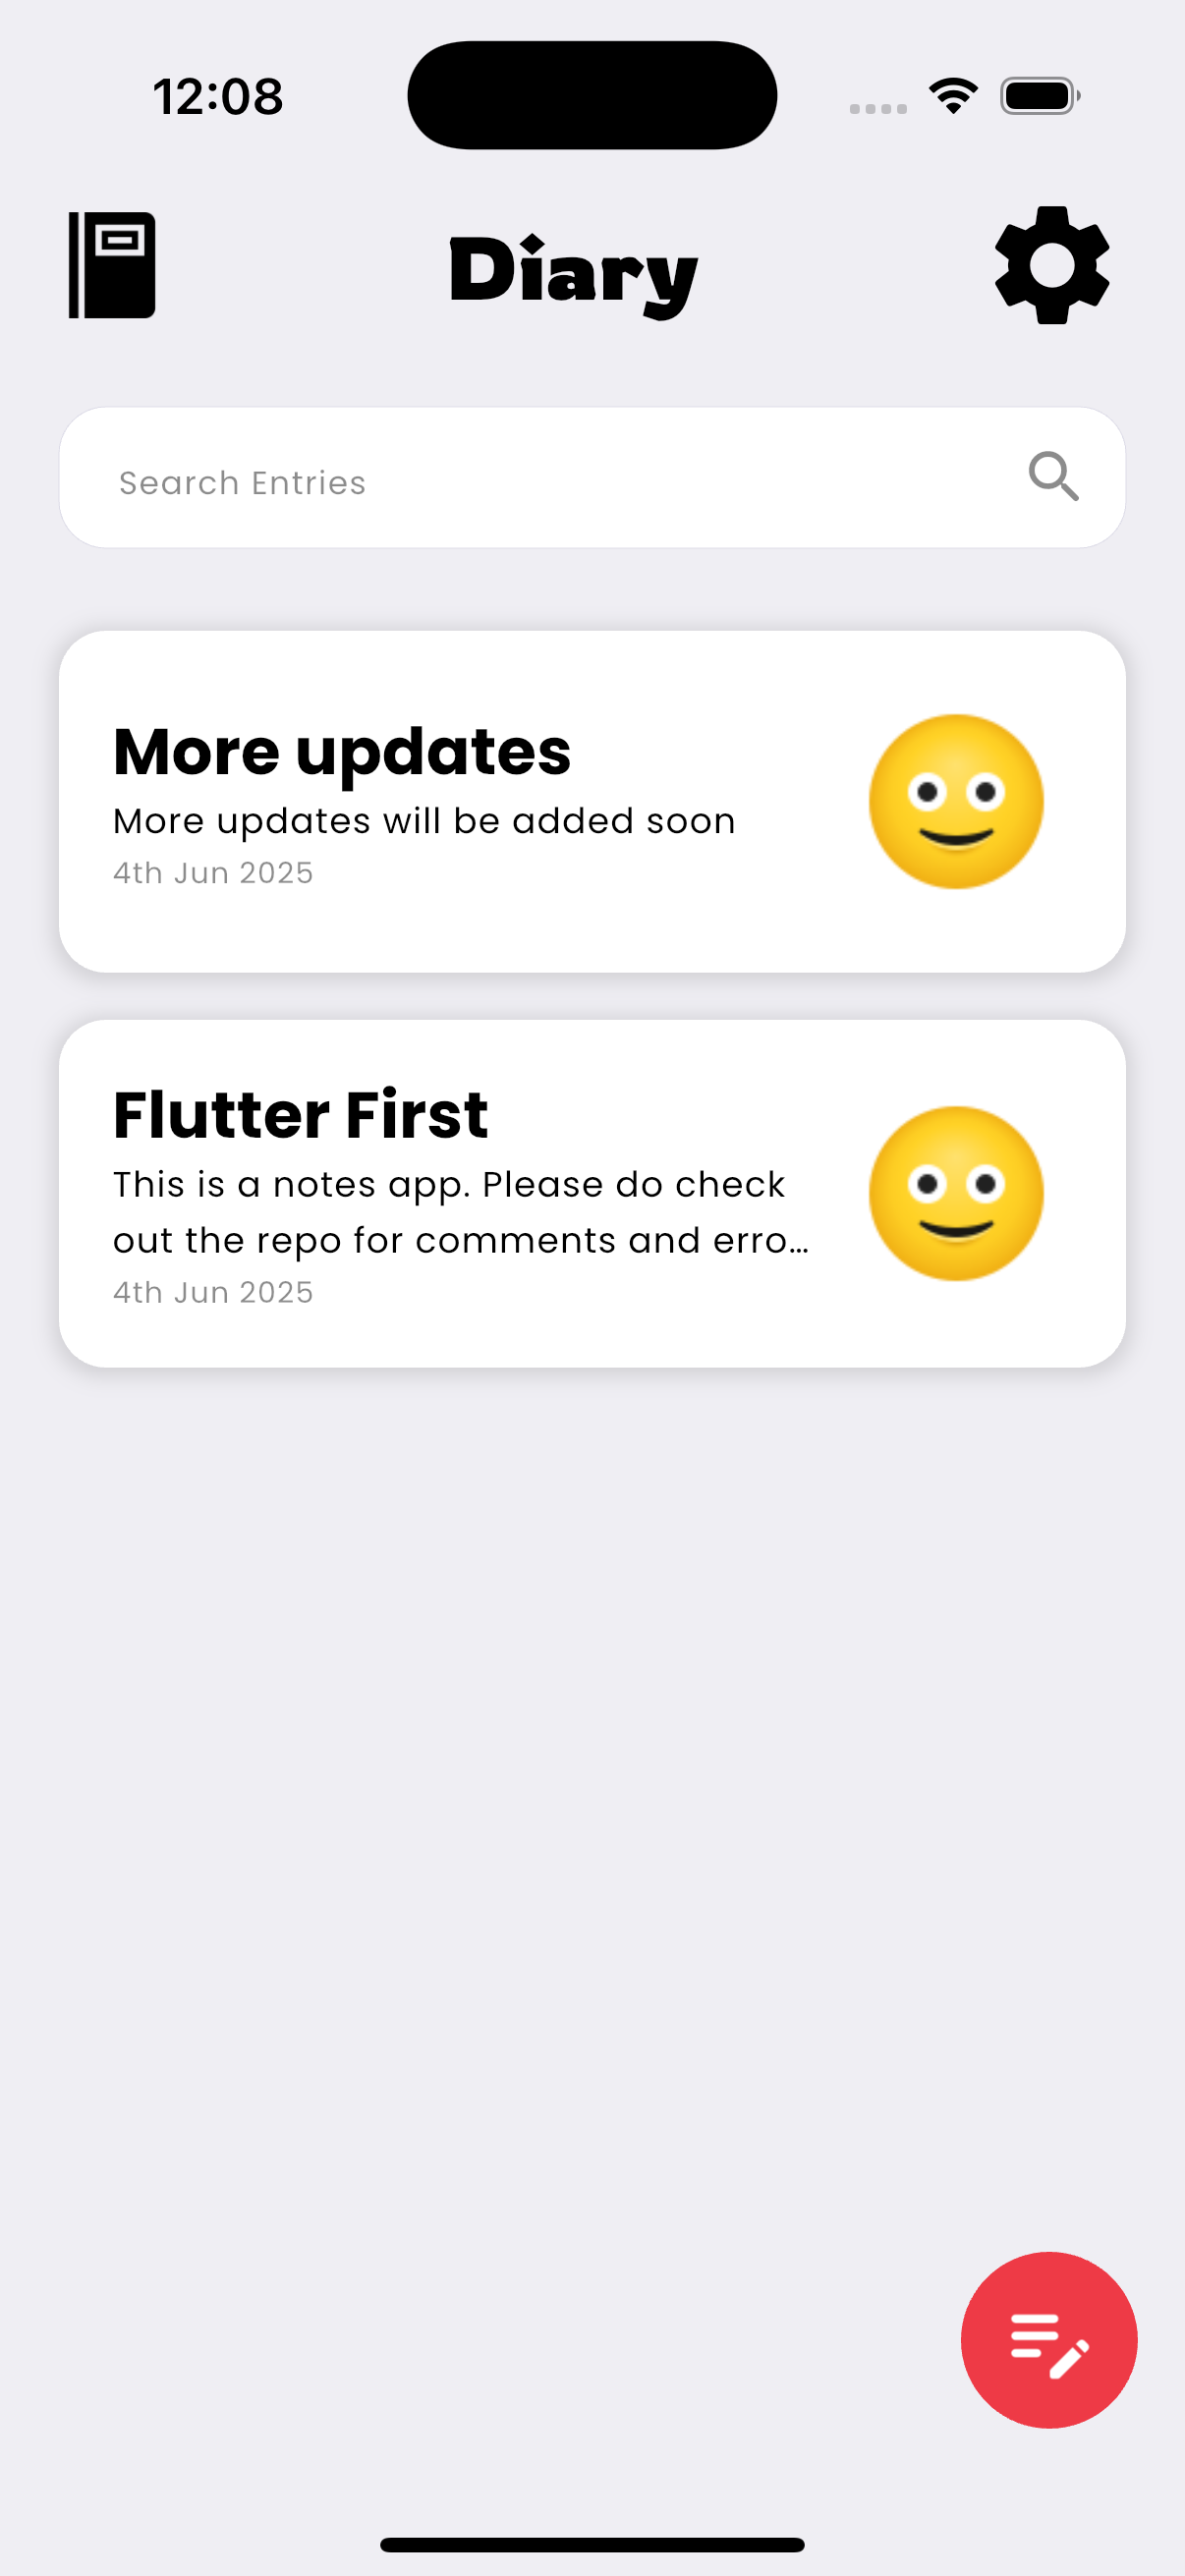 12:08
Diary
Search Entries
More updates
More updates will be added soon
4th Jun 2025
Flutter First
This is a notes app. Please do check
out the repo for comments and erro...
4th Jun 2025